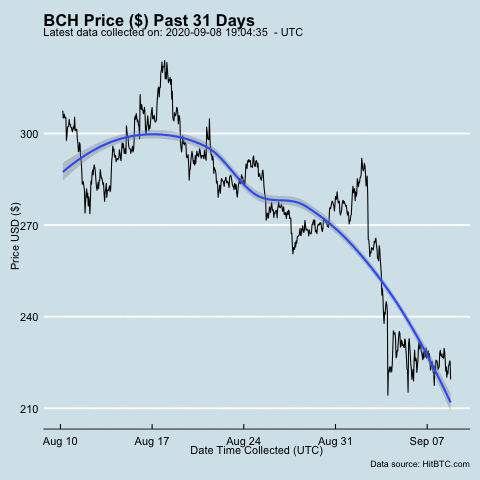 BCH Price ($) Past 31 Days
Latest data collected on: 2020-09-08 19:04:35 - UTC
Price USD ($)
300
270
240
210
Aug 10 Aug 17 Aug 24 Aug 31 Sep 07
Date Time Collected (UTC)
Data source: HitBTC.com